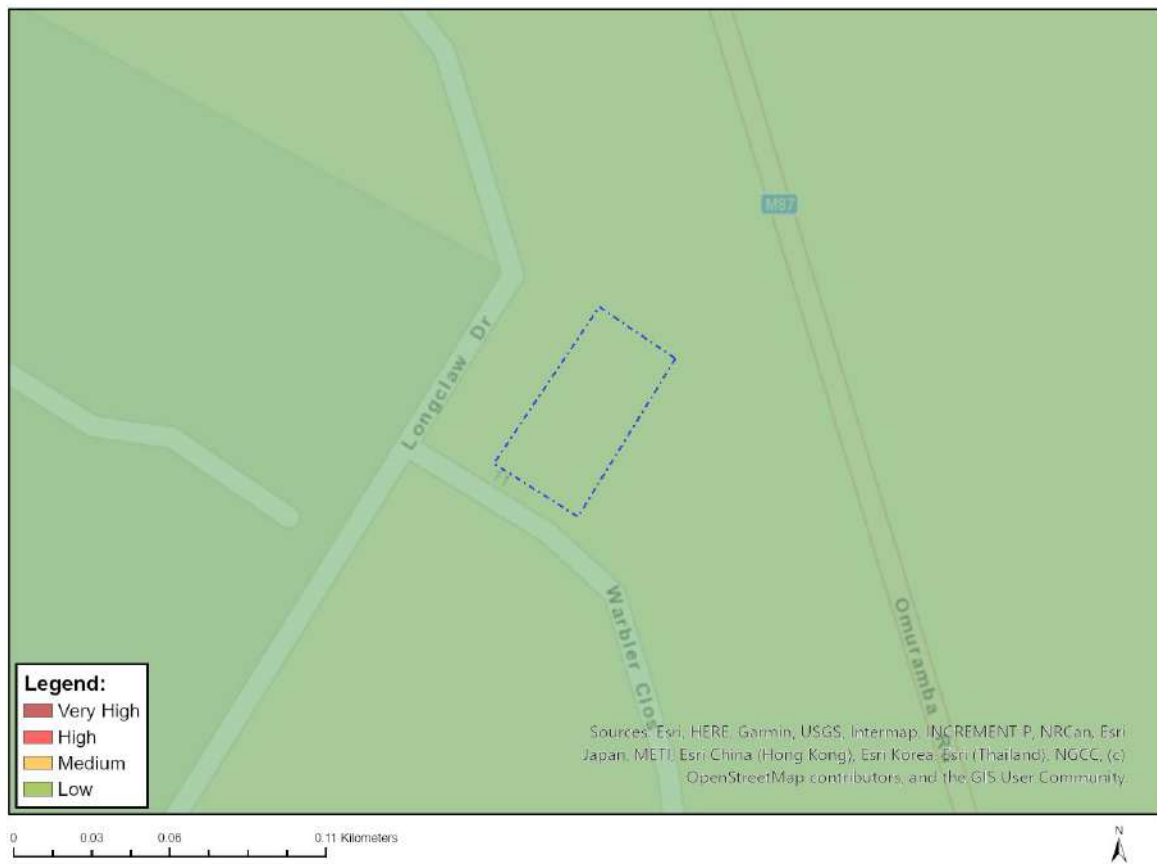 M87
Longclaw Dr
Warbler Clos
Omuramba Rd
Legend:
Very High
High
Medium
Low
Sources: Esri, HERE, Garmin, USGS, Intermap, INCREMENT P, NRCan, Esri
Japan, METI, Esri China (Hong Kong), Esri Korea, Esri (Thailand), NGCC, (c)
OpenStreetMap contributors, and the GIS User Community
0 0.03 0.06 0.11 Kilometers
N